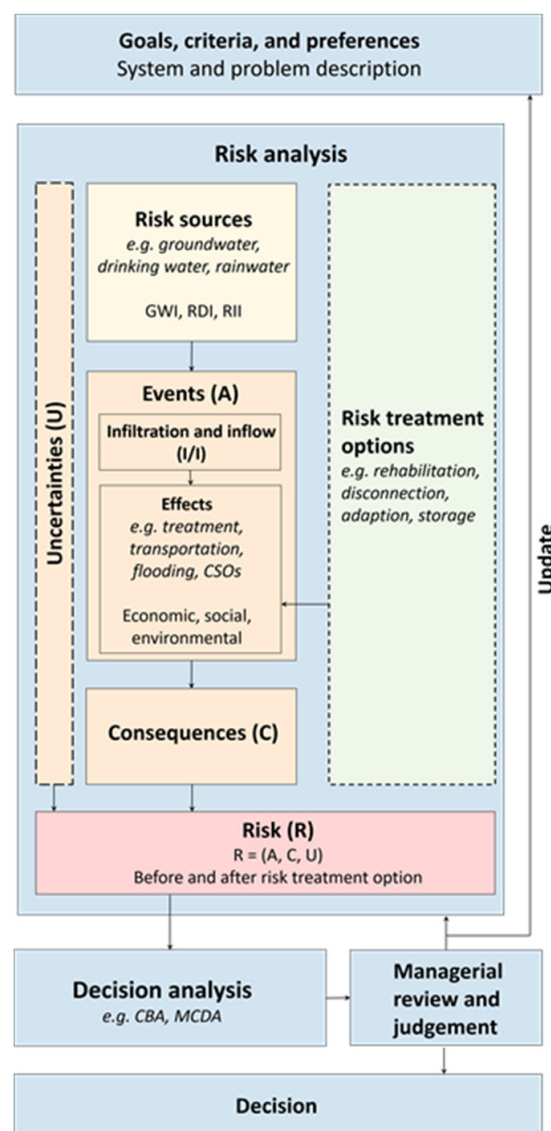 Goals, criteria, and preferences
System and problem description
Risk analysis
Uncertainties (U)
Risk sources
e.g. groundwater,
drinking water, rainwater
GWI, RDI, RII
Events (A)
Infiltration and inflow
(I/I)
Effects
e.g. treatment,
transportation,
flooding, CSOs
Economic, social,
environmental
Consequences (C)
Risk treatment
options
e.g. rehabilitation,
disconnection,
adaption, storage
Update
Risk (R)
R = (A, C, U)
Before and after risk treatment option
Decision analysis
e.g. CBA, MCDA
Managerial
review and
judgement
Decision